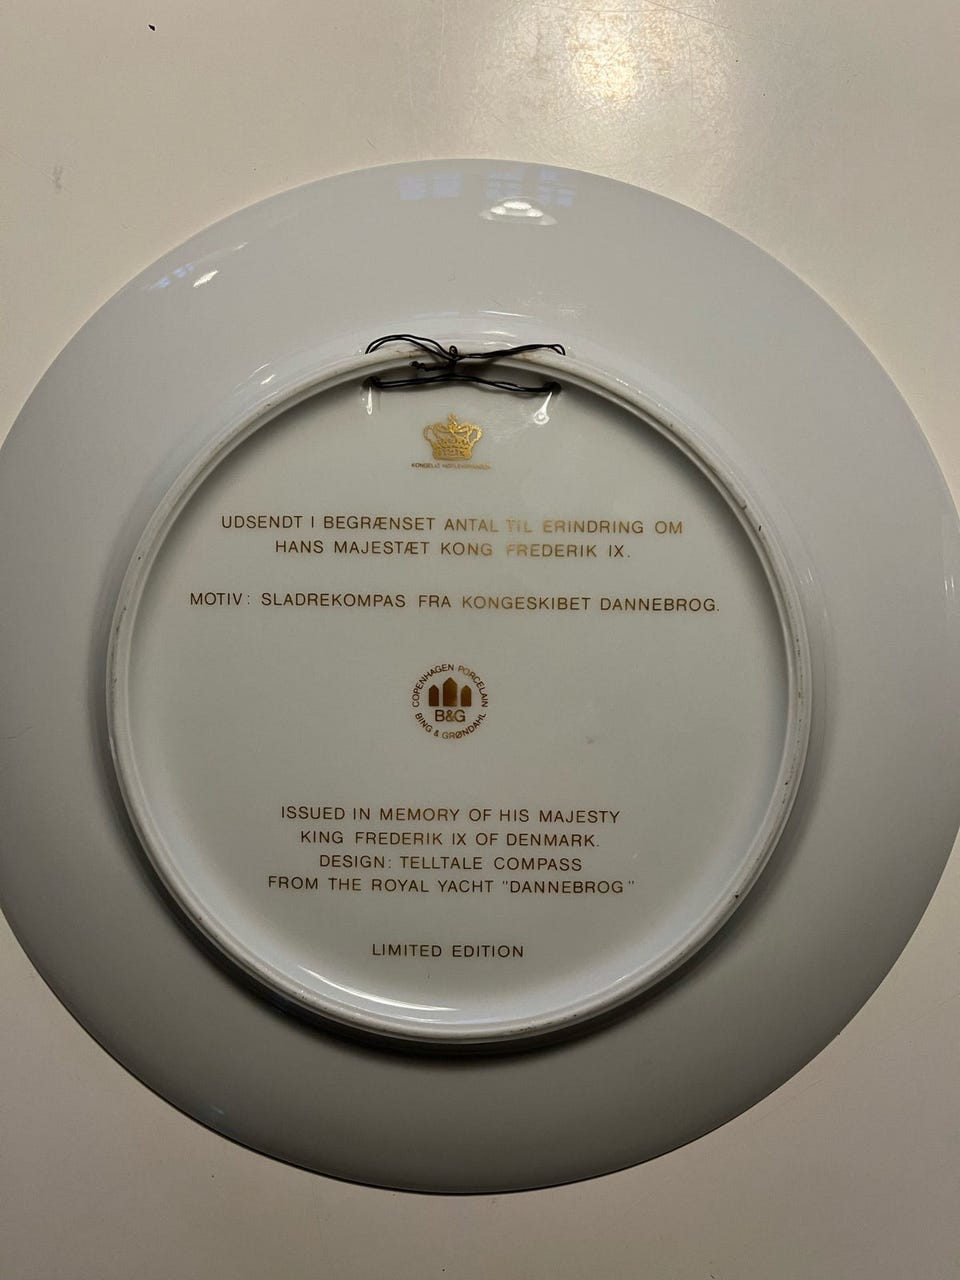 KONGELIG HOFLEVERANDØR
UDSENDT I BEGRÆNSET ANTAL TIL ERINDRING OM
HANS MAJESTÆT KONG FREDERIK IX.
MOTIV: SLADREKOMPAS FRA KONGESKIBET DANNEBROG.
COPENHAGEN PORCELAIN
B&G
BING & GRØNDAHL
ISSUED IN MEMORY OF HIS MAJESTY
KING FREDERIK IX OF DENMARK.
DESIGN: TELLTALE COMPASS
FROM THE ROYAL YACHT "DANNEBROG"
LIMITED EDITION